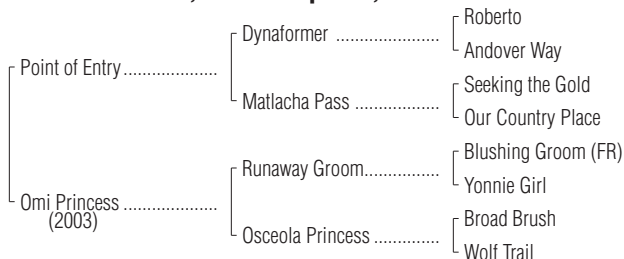 Roberto
Dynaformer ......................
Andover Way
Point of Entry....................
Seeking the Gold
Matlacha Pass ..................
Our Country Place
Blushing Groom (FR)
Runaway Groom................
Yonnie Girl
Omi Princess ....................
(2003)
Broad Brush
Osceola Princess ..............
Wolf Trail